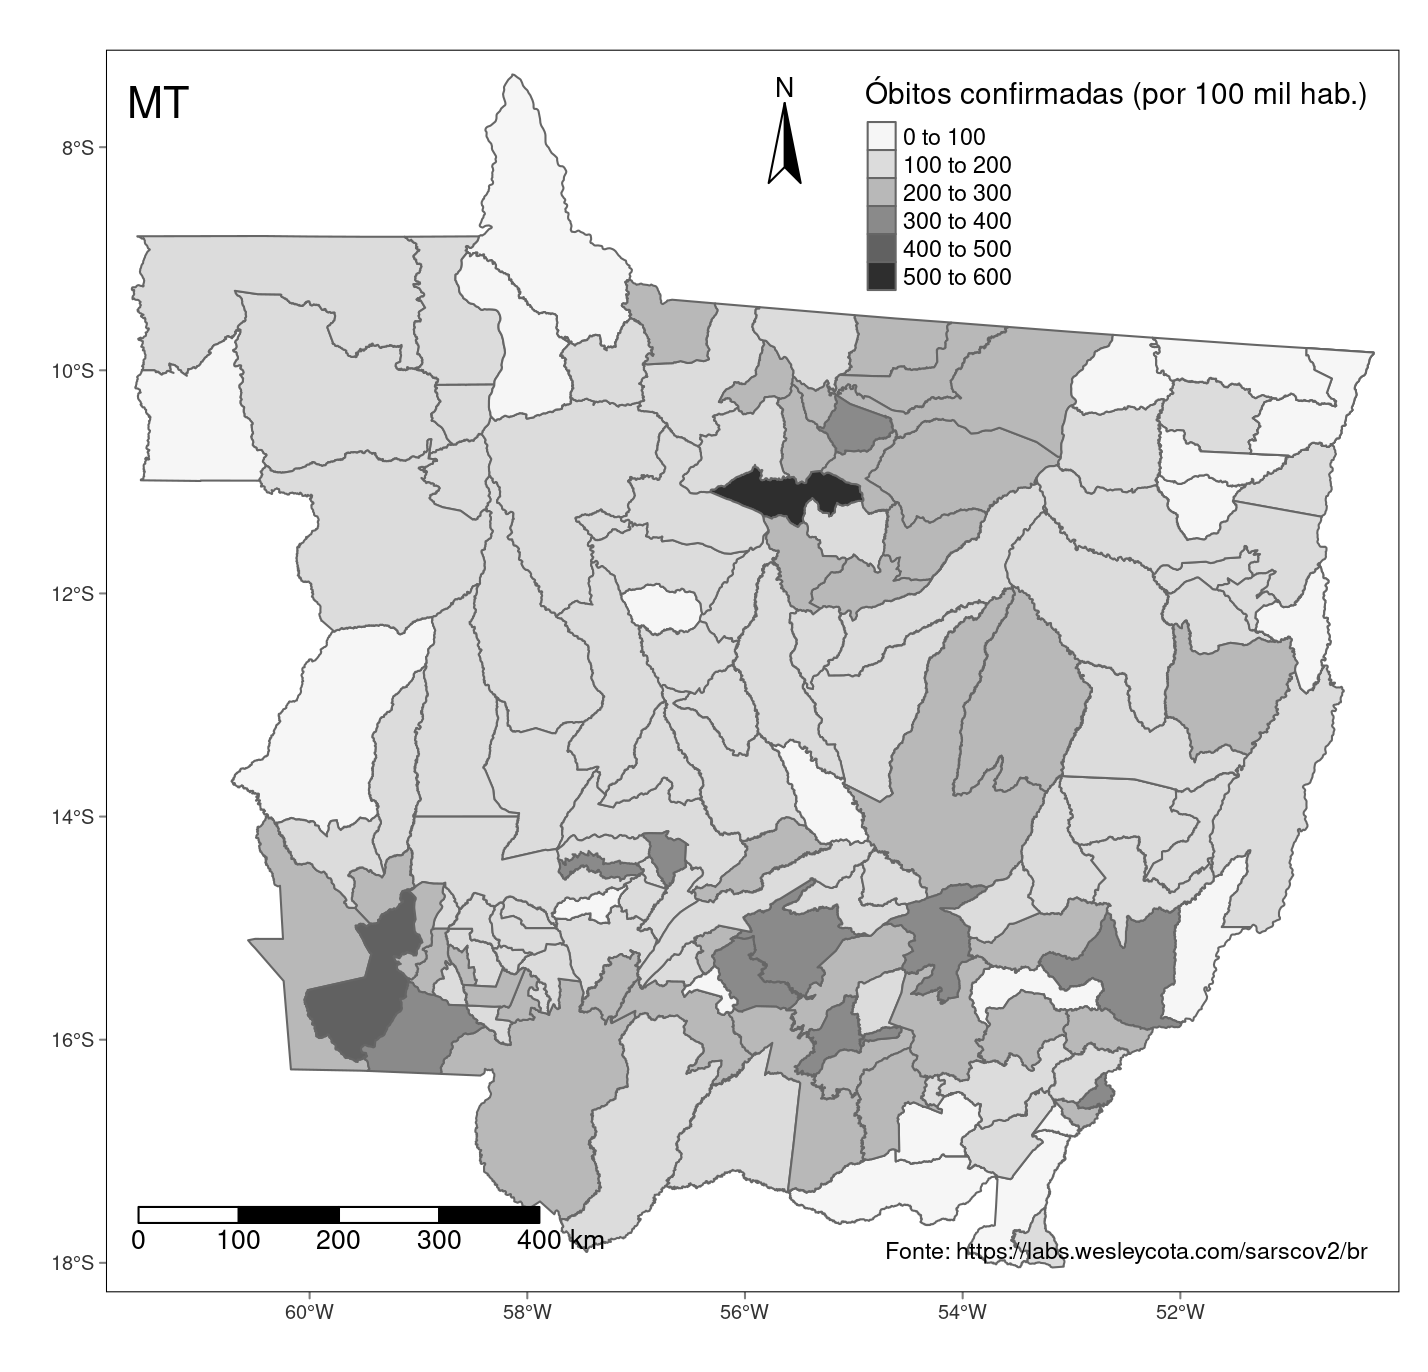 MT
N
Óbitos confirmadas (por 100 mil hab.)
0 to 100
100 to 200
200 to 300
300 to 400
400 to 500
500 to 600
8°S
10°S
12°S
14°S
16°S
18°S
0 100 200 300 400 km
Fonte: https://labs.wesleycota.com/sarscov2/br
60°W 58°W 56°W 54°W 52°W